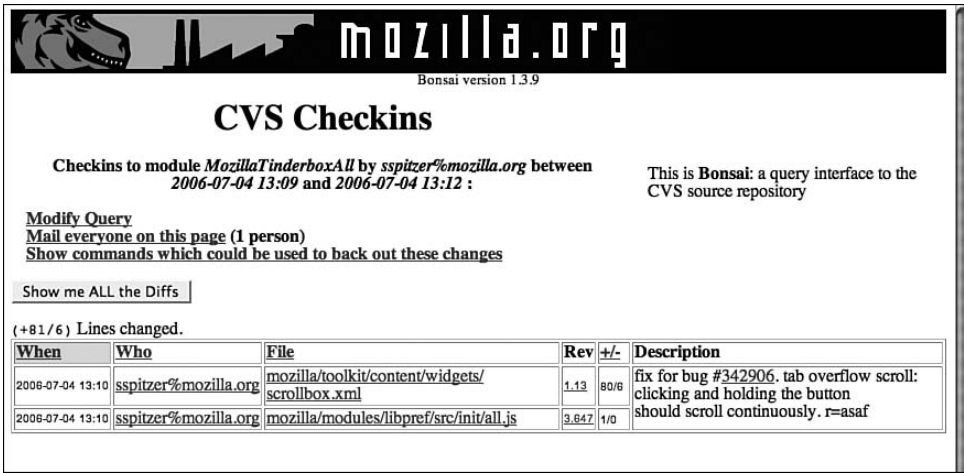 mozilla.org
Bonsai version 1.3.9
CVS Checkins
Checkins to module MozillaTinderboxAll by sspitzer%mozilla.org between
2006-07-04 13:09 and 2006-07-04 13:12 :
This is Bonsai: a query interface to the
CVS source repository
Modify Query
Mail everyone on this page (1 person)
Show commands which could be used to back out these changes
Show me ALL the Diffs
(+81/6) Lines changed.
When Who File Rev +/- Description
2006-07-04 13:10 sspitzer%mozilla.org mozilla/toolkit/content/widgets/
scrollbox.xml 1.13 80/6 fix for bug #342906. tab overflow scroll:
clicking and holding the button
should scroll continuously. r=asaf
2006-07-04 13:10 sspitzer%mozilla.org mozilla/modules/libpref/src/init/all.js 3.647 1/0